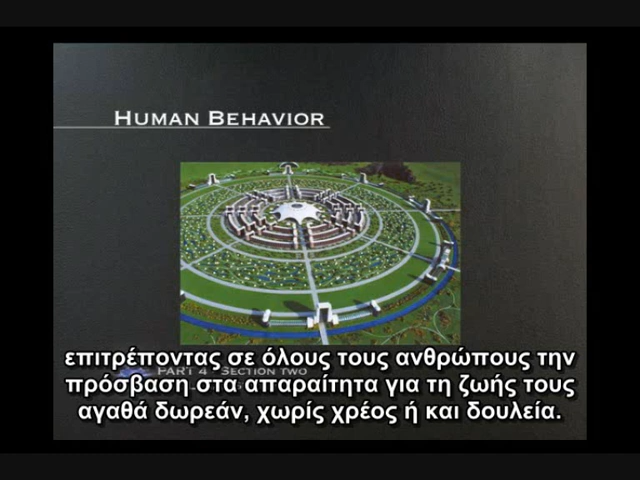 HUMAN BEHAVIOR
PART 4 SECTION TWO
επιτρέποντας σε όλους τους ανθρώπους την
πρόσβαση στα απαραίτητα για τη ζωής τους
αγαθά δωρεάν, χωρίς χρέος ή και δουλεία.